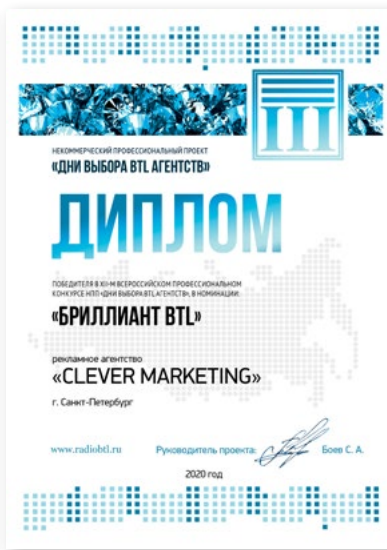 III
НЕКОММЕРЧЕСКИЙ ПРОФЕССИОНАЛЬНЫЙ ПРОЕКТ
«ДНИ ВЫБОРА BTL АГЕНТСТВ»
ДИПЛОМ
ПОБЕДИТЕЛЯ В XII-М ВСЕРОССИЙСКОМ ПРОФЕССИОНАЛЬНОМ
КОНКУРСЕ НПП «ДНИ ВЫБОРА BTL АГЕНТСТВ», В НОМИНАЦИИ:
«БРИЛЛИАНТ BTL»
рекламное агентство
«CLEVER MARKETING»
г. Санкт-Петербург
www.radiobtl.ru Руководитель проекта: Боев С. А.
2020 год